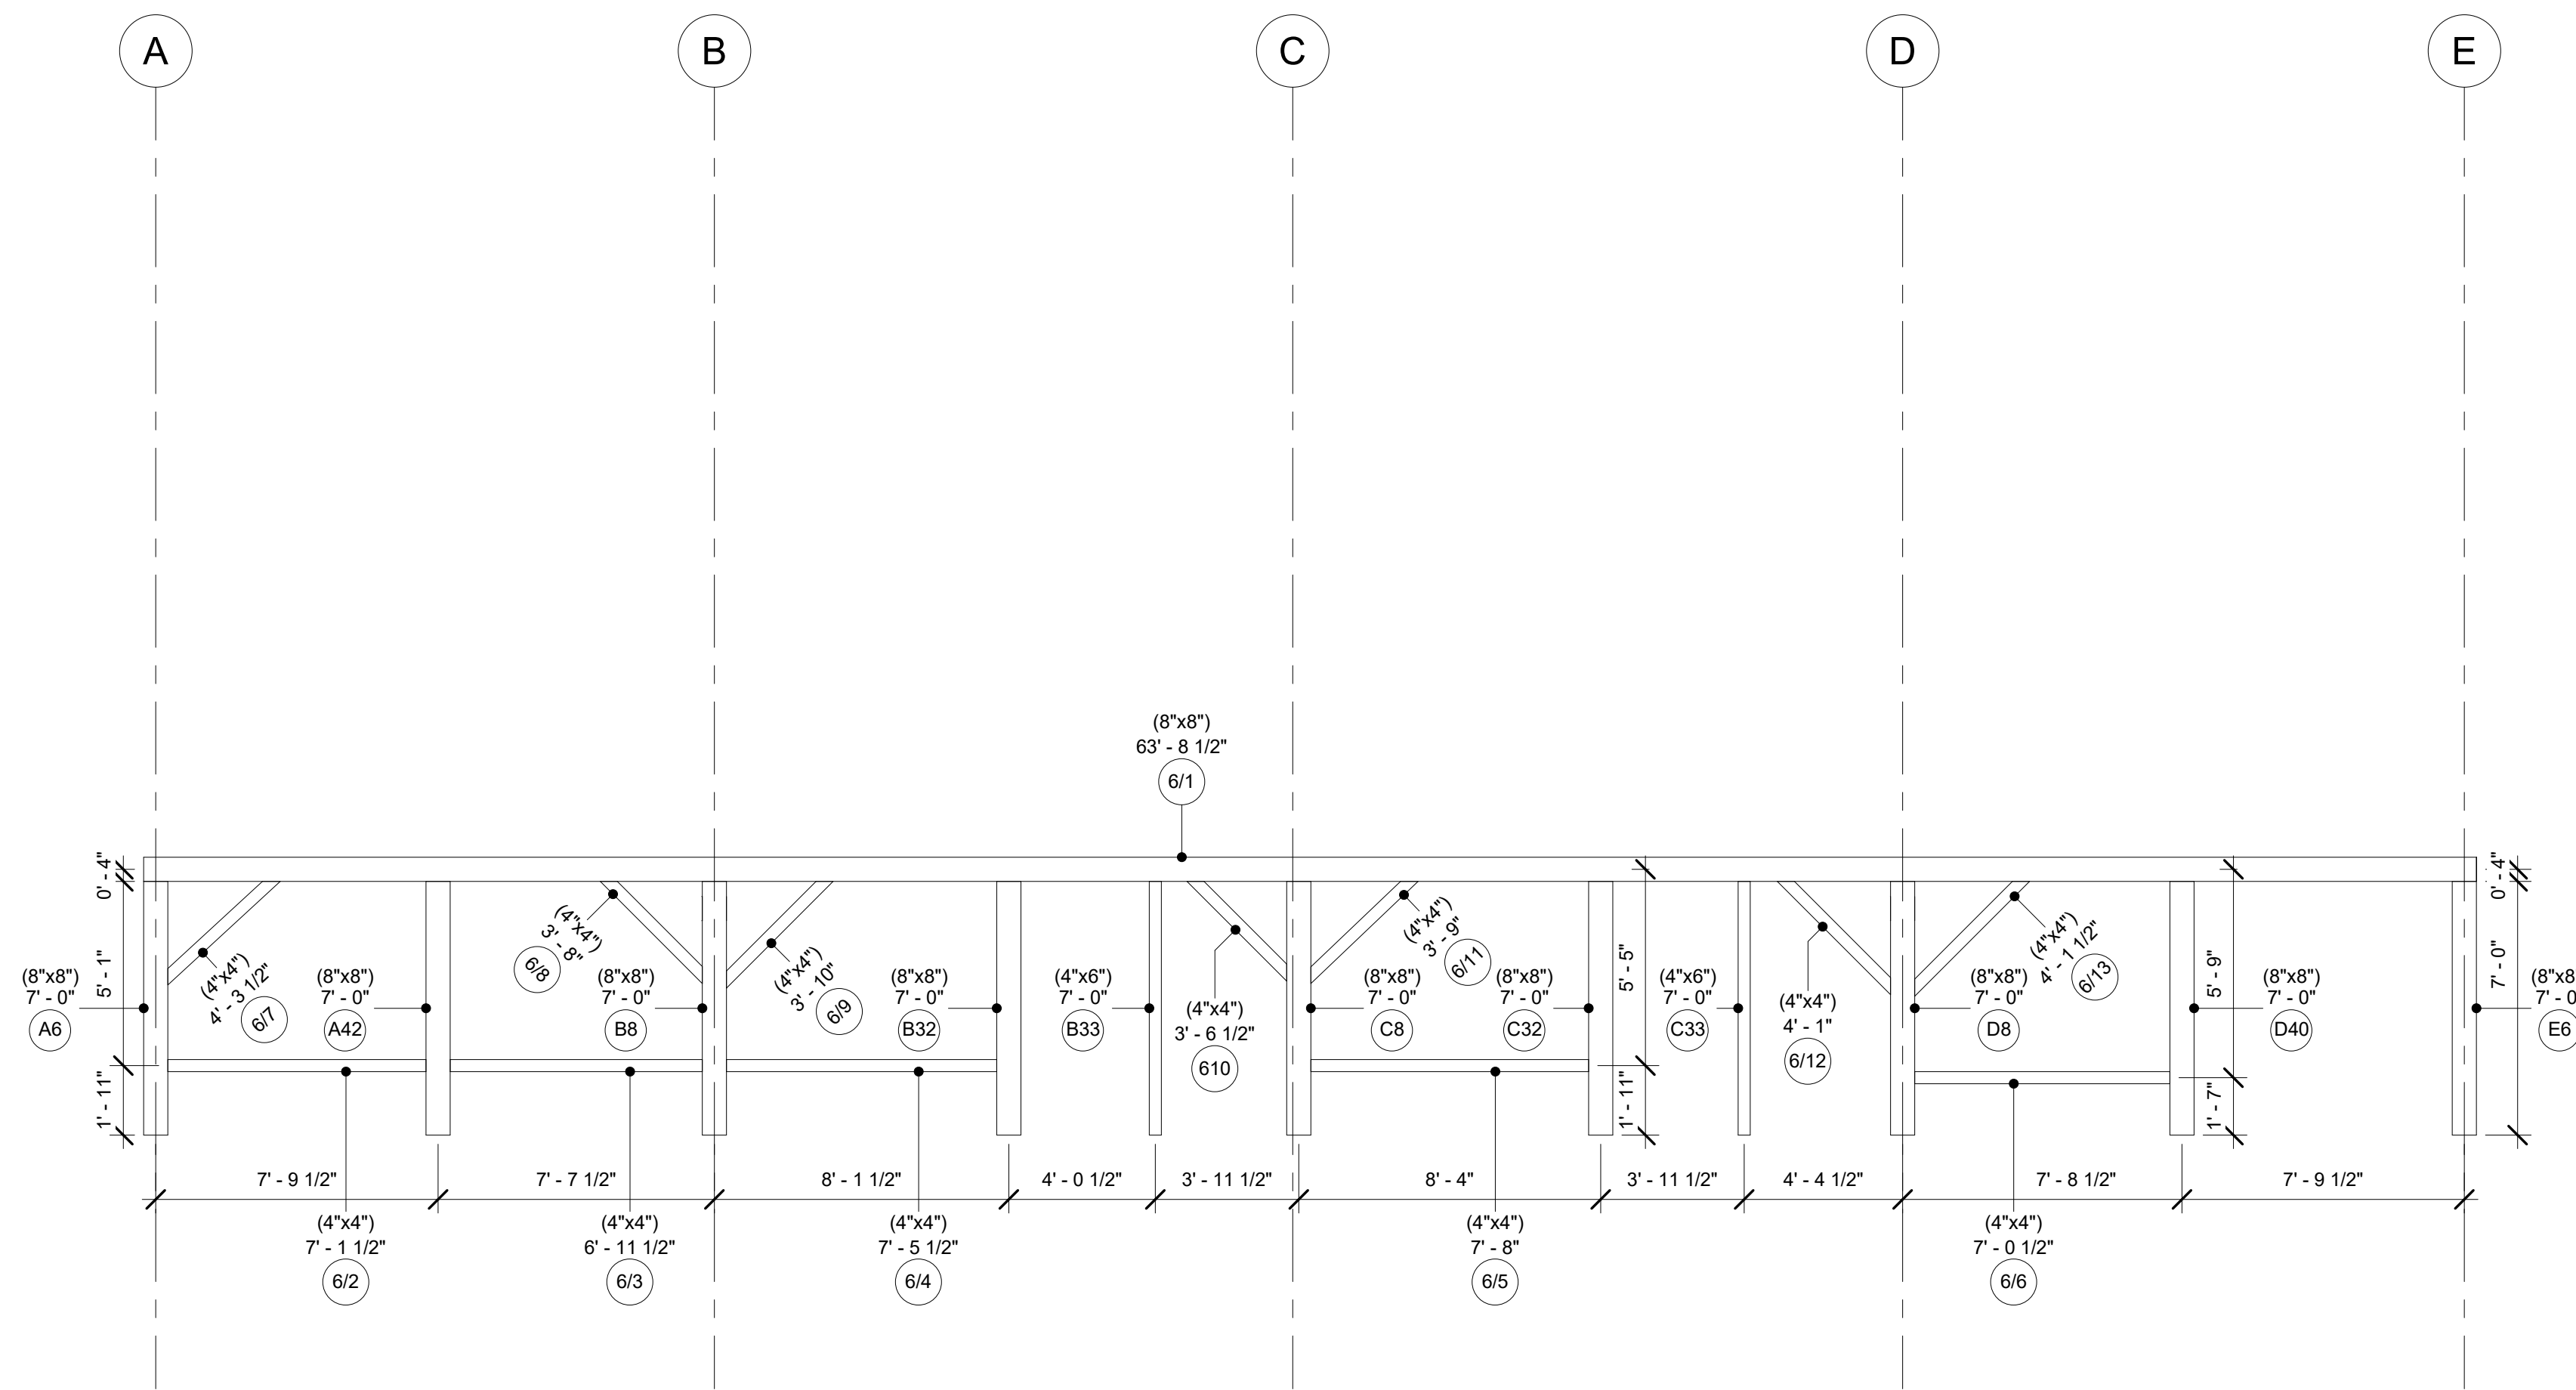 A
B
C
D
E
(8"x8")
63' - 8 1/2"
6/1
0' - 4"
5' - 1"
1' - 11"
(8"x8")
7' - 0"
A6
(4"x4")
4' - 3 1/2"
6/7
(8"x8")
7' - 0"
A42
(4"x4")
3' - 8"
6/8
(8"x8")
7' - 0"
B8
(4"x4")
3' - 10"
6/9
(8"x8")
7' - 0"
B32
(4"x6")
7' - 0"
B33
(4"x4")
3' - 6 1/2"
610
(8"x8")
7' - 0"
C8
(4"x4")
3' - 9"
6/11
(8"x8")
7' - 0"
C32
5' - 5"
1' - 11"
(4"x6")
7' - 0"
C33
(4"x4")
4' - 1"
6/12
(8"x8")
7' - 0"
D8
(4"x4")
4' - 1 1/2"
6/13
5' - 9"
1' - 7"
(8"x8")
7' - 0"
D40
0' - 4"
7' - 0"
(8"x8
7' - 0
E6
7' - 9 1/2"
7' - 7 1/2"
8' - 1 1/2"
4' - 0 1/2"
3' - 11 1/2"
8' - 4"
3' - 11 1/2"
4' - 4 1/2"
7' - 8 1/2"
7' - 9 1/2"
(4"x4")
7' - 1 1/2"
6/2
(4"x4")
6' - 11 1/2"
6/3
(4"x4")
7' - 5 1/2"
6/4
(4"x4")
7' - 8"
6/5
(4"x4")
7' - 0 1/2"
6/6